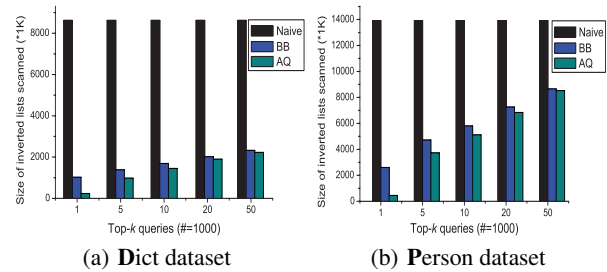 Size of inverted lists scanned (*1K)
8000
6000
4000
2000
0
Naive
BB
AQ
1 5 10 20 50
Top-k queries (#=1000)
(a) Dict dataset
Size of inverted lists scanned (*1K)
14000
12000
10000
8000
6000
4000
2000
0
Naive
BB
AQ
1 5 10 20 50
Top-k queries (#=1000)
(b) Person dataset